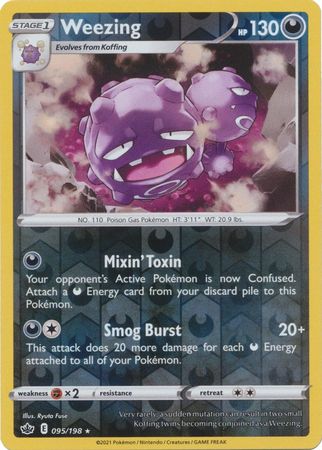 STAGE 1
Weezing
HP 130
Evolves from Koffing
NO. 110 Poison Gas Pokémon HT: 3'11" WT: 20.9 lbs.
Mixin' Toxin
Your opponent's Active Pokémon is now Confused.
Attach a Energy card from your discard pile to this
Pokémon.
Smog Burst 20+
This attack does 20 more damage for each Energy
attached to all of your Pokémon.
weakness ×2 resistance retreat
Illus. Ryuta Fuse
Very rarely, a sudden mutation can result in two small
Koffing twins becoming conjoined as a Weezing.
E 095/198 ★
©2021 Pokémon / Nintendo / Creatures / GAME FREAK